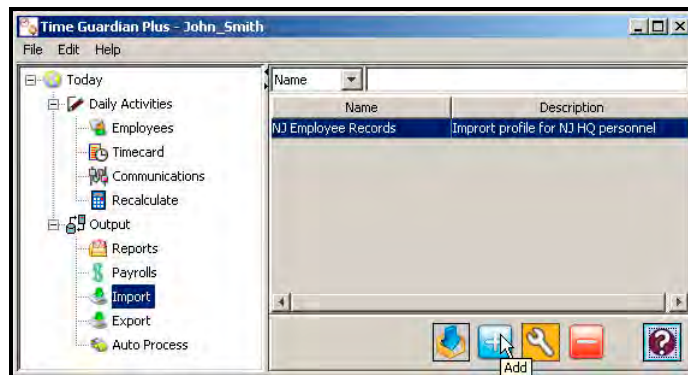 Time Guardian Plus - John_Smith
File Edit Help
Today
Daily Activities
Employees
Timecard
Communications
Recalculate
Output
Reports
Payrolls
Import
Export
Auto Process
Name
Name Description
NJ Employee Records Imprort profile for NJ HQ personnel
Add